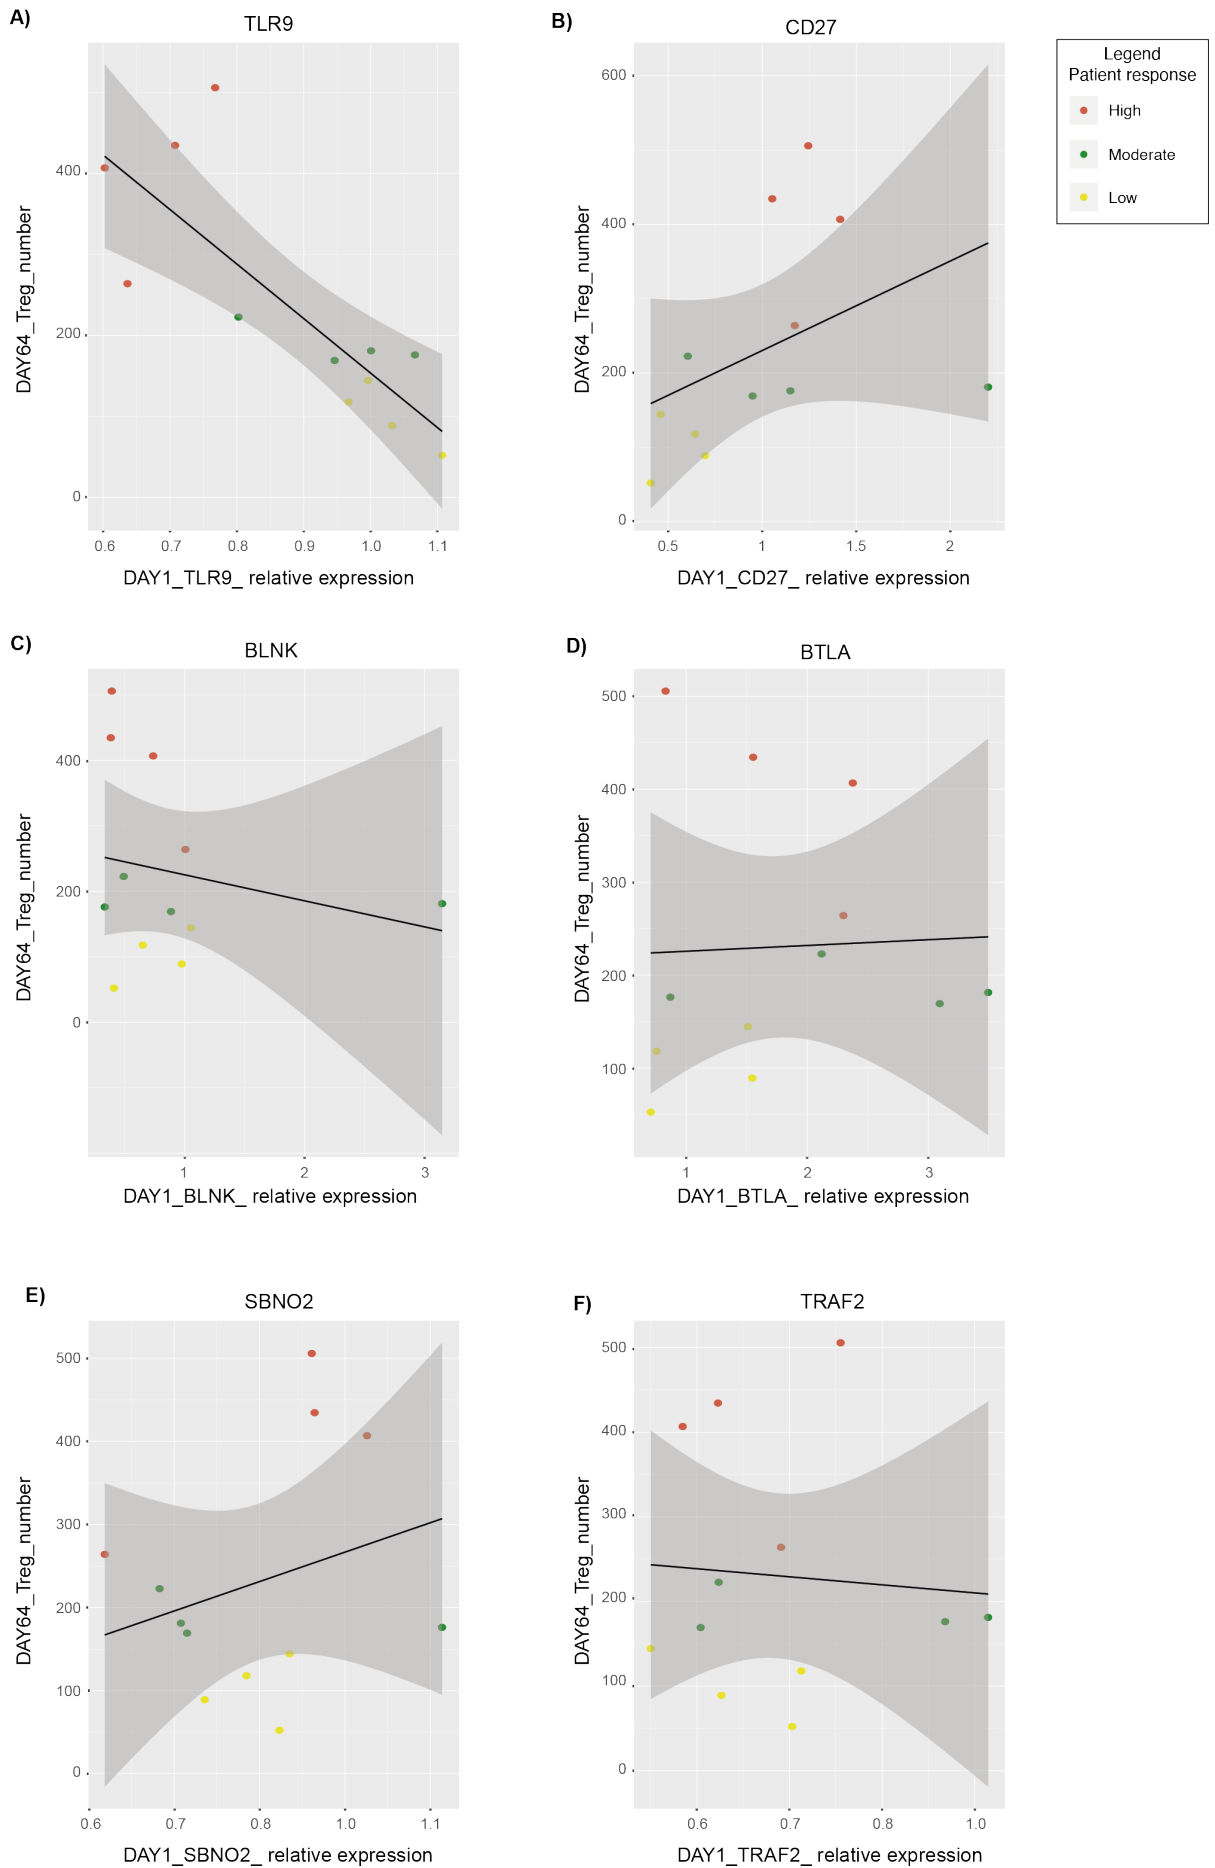 A)
TLR9
DAY64_Treg_number
400
200
0
0.6 0.7 0.8 0.9 1.0 1.1
DAY1_TLR9_ relative expression
B)
CD27
DAY64_Treg_number
600
400
200
0
0.5 1 1.5 2
DAY1_CD27_ relative expression
Legend
Patient response
High
Moderate
Low
C)
BLNK
DAY64_Treg_number
400
200
0
1 2 3
DAY1_BLNK_ relative expression
D)
BTLA
DAY64_Treg_number
500
400
300
200
100
1 2 3
DAY1_BTLA_ relative expression
E)
SBNO2
DAY64_Treg_number
500
400
300
200
100
0
0.6 0.7 0.8 1.0 1.1
DAY1_SBNO2_ relative expression
F)
TRAF2
DAY64_Treg_number
500
400
300
200
100
0
0.6 0.7 0.8 1.0
DAY1_TRAF2_ relative expression